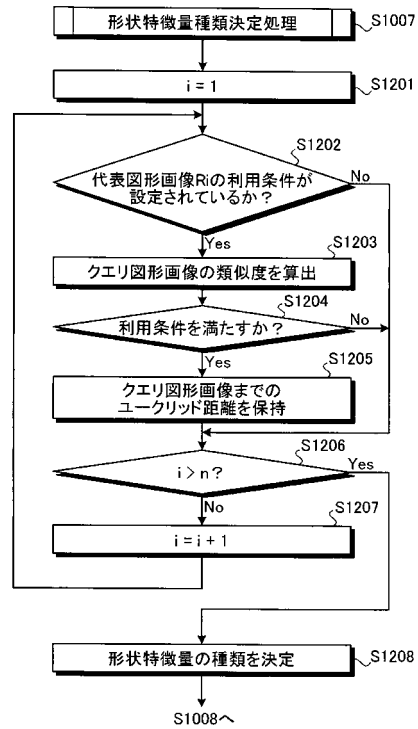 形状特徴量種類決定処理
S1007
i=1
S1201
S1202
代表図形画像Riの利用条件が
設定されているか?
No
Yes
S1203
クエリ図形画像の類似度を算出
S1204
利用条件を満たすか?
No
Yes
S1205
クエリ図形画像までの
ユークリッド距離を保持
S1206
i>n?
Yes
No
S1207
i=i+1
形状特徴量の種類を決定
S1208
S1008へ